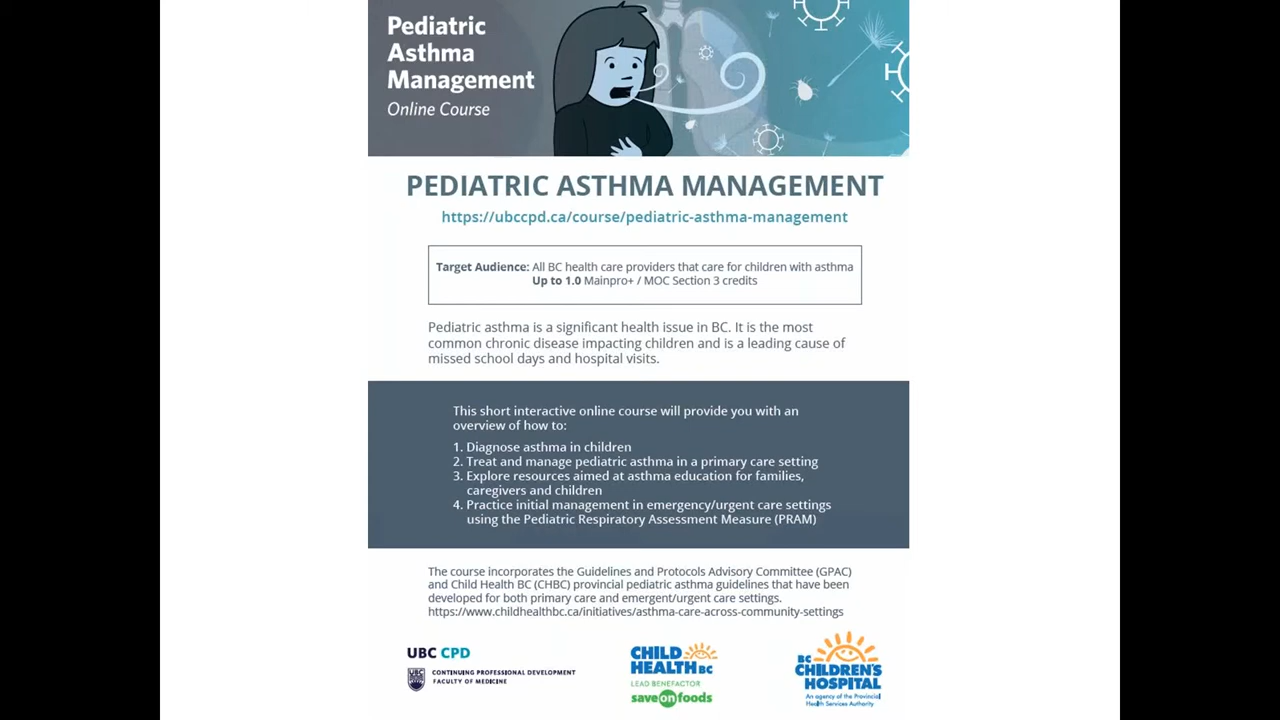 Pediatric
Asthma
Management
Online Course
PEDIATRIC ASTHMA MANAGEMENT
https://ubccpd.ca/course/pediatric-asthma-management
Target Audience: All BC health care providers that care for children with asthma
Up to 1.0 Mainpro+ / MOC Section 3 credits
Pediatric asthma is a significant health issue in BC. It is the most
common chronic disease impacting children and is a leading cause of
missed school days and hospital visits.
This short interactive online course will provide you with an
overview of how to:
1. Diagnose asthma in children
2. Treat and manage pediatric asthma in a primary care setting
3. Explore resources aimed at asthma education for families,
caregivers and children
4. Practice initial management in emergency/urgent care settings
using the Pediatric Respiratory Assessment Measure (PRAM)
The course incorporates the Guidelines and Protocols Advisory Committee (GPAC)
and Child Health BC (CHBC) provincial pediatric asthma guidelines that have been
developed for both primary care and emergent/urgent care settings.
https://www.childhealthbc.ca/initiatives/asthma-care-across-community-settings
UBC CPD
CONTINUING PROFESSIONAL DEVELOPMENT
FACULTY OF MEDICINE
CHILD
HEALTH BC
LEAD BENEFACTOR
save on foods
BC
CHILDREN'S
HOSPITAL
An agency of the Provincial
Health Services Authority